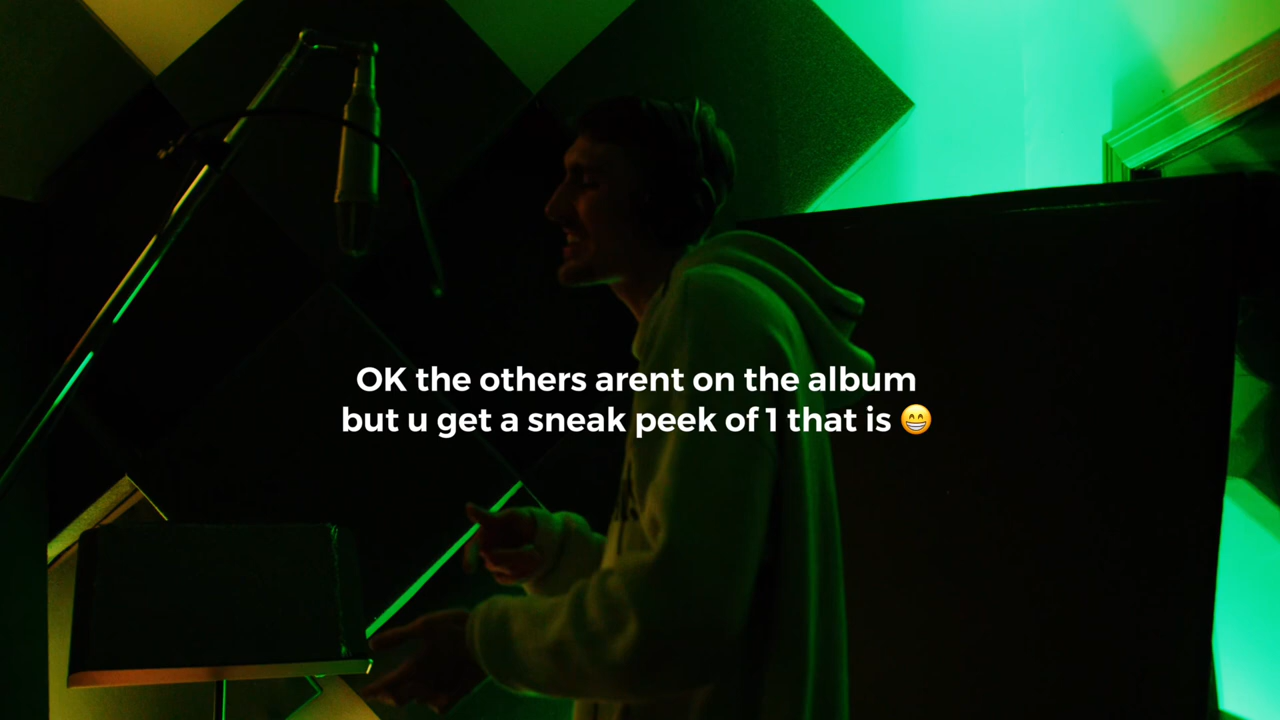 OK the others arent on the album
but u get a sneak peek of 1 that is 😁